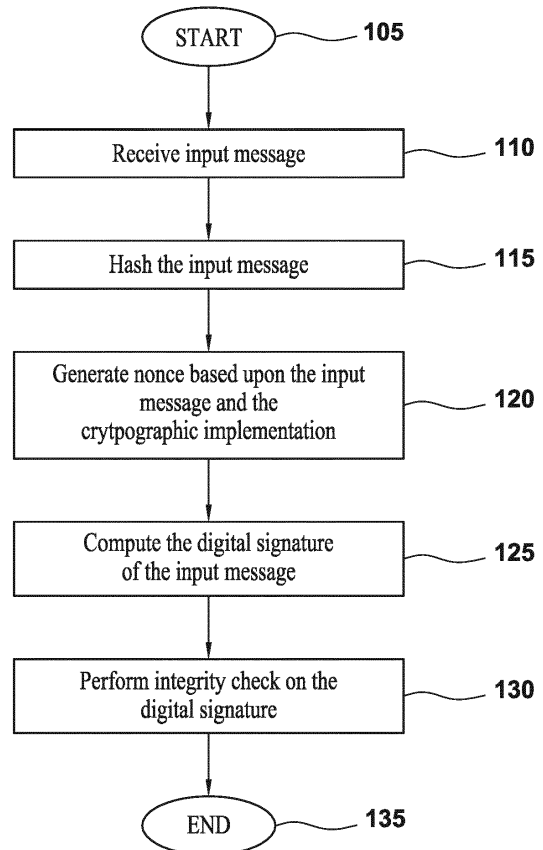 START
105
Receive input message
110
Hash the input message
115
Generate nonce based upon the input
message and the
crytpographic implementation
120
Compute the digital signature
of the input message
125
Perform integrity check on the
digital signature
130
END
135